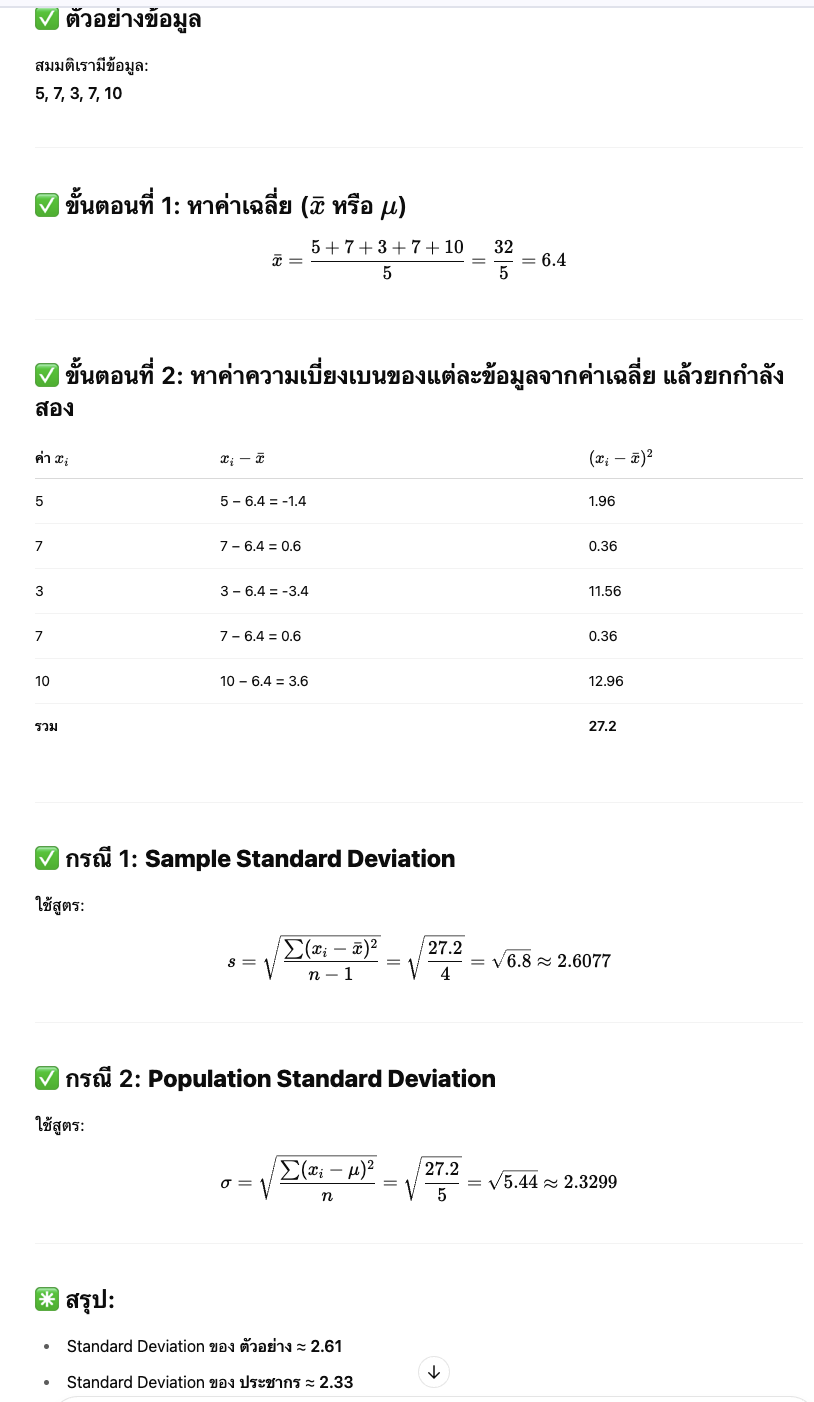 ✅ ตัวอย่างข้อมูล
สมมติเรามีข้อมูล:
5, 7, 3, 7, 10
✅ ขั้นตอนที่ 1: หาค่าเฉลี่ย (x̄ หรือ μ)
x̄ = (5 + 7 + 3 + 7 + 10)/5 = 32/5 = 6.4
✅ ขั้นตอนที่ 2: หาค่าความเบี่ยงเบนของแต่ละข้อมูลจากค่าเฉลี่ย แล้วยกกำลัง
สอง
ค่า xᵢ xᵢ − x̄ (xᵢ − x̄)²
5 5 – 6.4 = -1.4 1.96
7 7 – 6.4 = 0.6 0.36
3 3 – 6.4 = -3.4 11.56
7 7 – 6.4 = 0.6 0.36
10 10 – 6.4 = 3.6 12.96
รวม 27.2
✅ กรณี 1: Sample Standard Deviation
ใช้สูตร:
s = √(∑(xᵢ − x̄)²/(n − 1)) = √(27.2/4) = √6.8 ≈ 2.6077
✅ กรณี 2: Population Standard Deviation
ใช้สูตร:
σ = √(∑(xᵢ − μ)²/n) = √(27.2/5) = √5.44 ≈ 2.3299
✳️ สรุป:
• Standard Deviation ของ ตัวอย่าง ≈ 2.61
• Standard Deviation ของ ประชากร ≈ 2.33